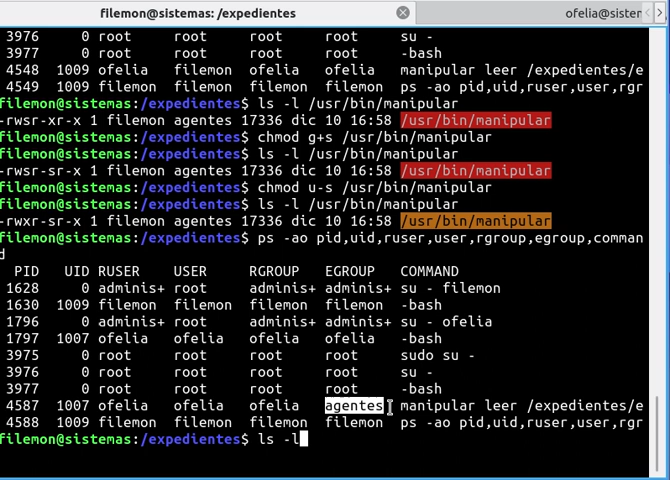 filemon@sistemas: /expedientes
ofelia@sistem
3976 0 root root root root su -
3977 0 root root root root -bash
4548 1009 ofelia filemon ofelia ofelia manipular leer /expedientes/e
4549 1009 filemon filemon filemon filemon ps -ao pid,uid,ruser,user,rgr
filemon@sistemas:/expedientes$ ls -l /usr/bin/manipular
-rwsr-xr-x 1 filemon agentes 17336 dic 10 16:58 /usr/bin/manipular
filemon@sistemas:/expedientes$ chmod g+s /usr/bin/manipular
filemon@sistemas:/expedientes$ ls -l /usr/bin/manipular
-rwsr-sr-x 1 filemon agentes 17336 dic 10 16:58 /usr/bin/manipular
filemon@sistemas:/expedientes$ chmod u-s /usr/bin/manipular
filemon@sistemas:/expedientes$ ls -l /usr/bin/manipular
-rwxr-sr-x 1 filemon agentes 17336 dic 10 16:58 /usr/bin/manipular
filemon@sistemas:/expedientes$ ps -ao pid,uid,ruser,user,rgroup,egroup,comman
d
PID UID RUSER USER RGROUP EGROUP COMMAND
1628 0 adminis+ root adminis+ adminis+ su - filemon
1630 1009 filemon filemon filemon filemon -bash
1796 0 adminis+ root adminis+ adminis+ su - ofelia
1797 1007 ofelia ofelia ofelia ofelia -bash
3975 0 root root root root sudo su -
3976 0 root root root root su -
3977 0 root root root root -bash
4587 1007 ofelia ofelia ofelia agentes manipular leer /expedientes/e
4588 1009 filemon filemon filemon filemon ps -ao pid,uid,ruser,user,rgr
filemon@sistemas:/expedientes$ ls -l